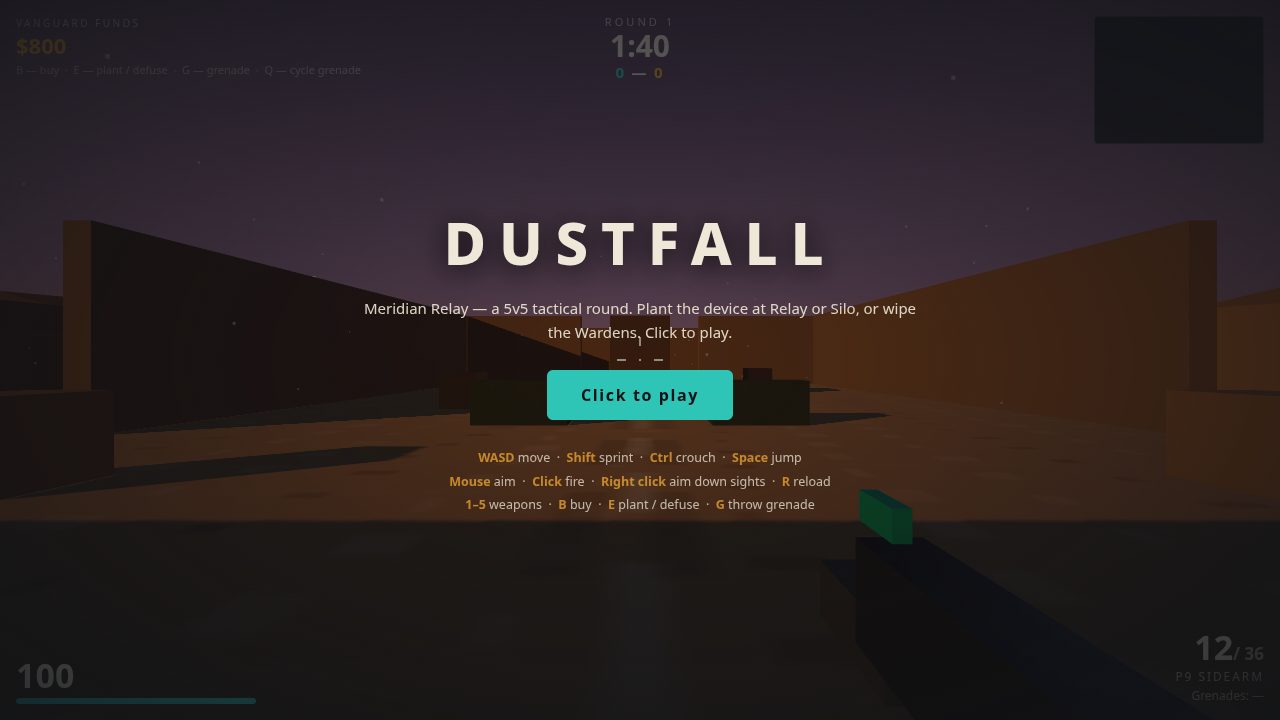 VANGUARD FUNDS
$800
B — buy · E — plant / defuse · G — grenade · Q — cycle grenade
ROUND 1
1:40
0 — 0
DUSTFALL
Meridian Relay — a 5v5 tactical round. Plant the device at Relay or Silo, or wipe
the Wardens. Click to play.
Click to play
WASD move · Shift sprint · Ctrl crouch · Space jump
Mouse aim · Click fire · Right click aim down sights · R reload
1–5 weapons · B buy · E plant / defuse · G throw grenade
100
12 / 36
P9 SIDEARM
Grenades: —